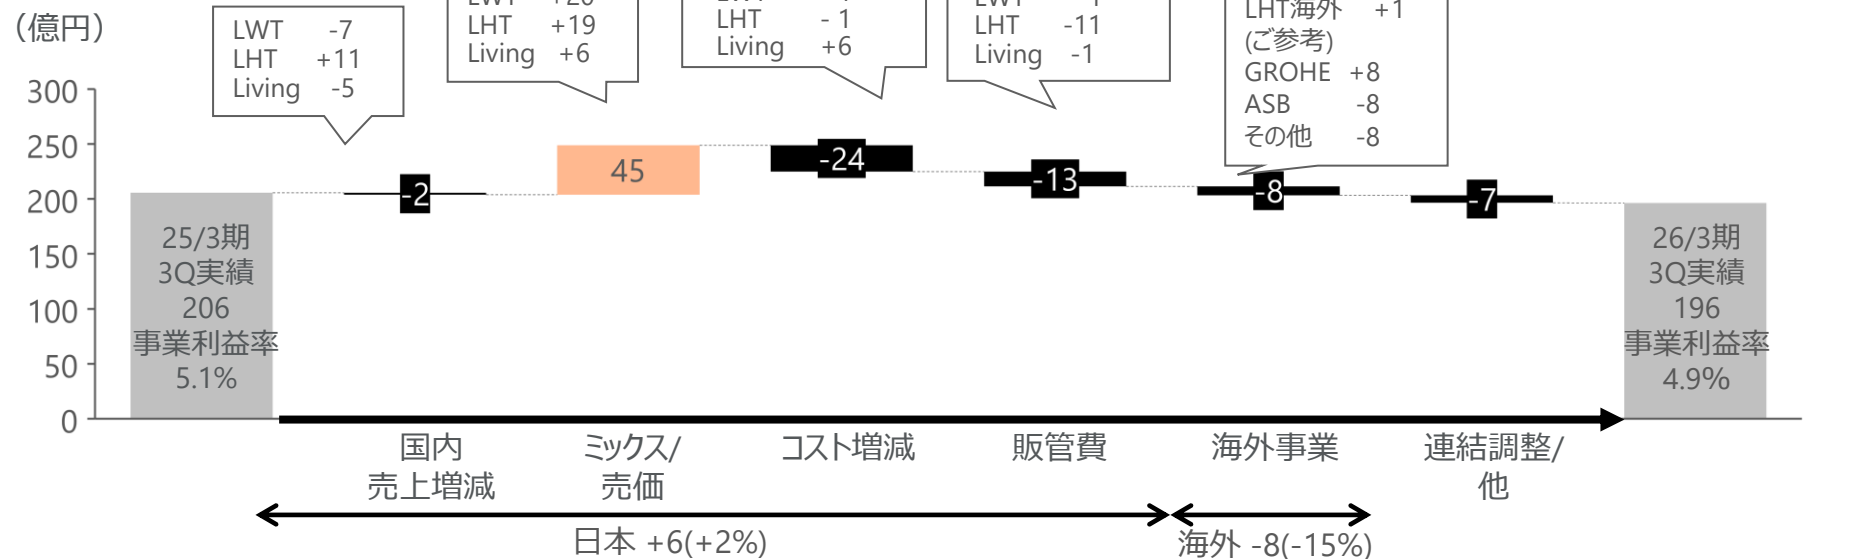 （億円）
LWT -7
LHT +11
Living -5
LHT +19
Living +6
LHT - 1
Living +6
LHT -11
Living -1
LHT海外 +1
(ご参考)
GROHE +8
ASB -8
その他 -8
300
250
200
150
100
50
0
25/3期
3Q実績
206
事業利益率
5.1%
-2
45
-24
-13
-8
-7
26/3期
3Q実績
196
事業利益率
4.9%
国内
売上増減
ミックス/
売価
コスト増減
販管費
海外事業
連結調整/
他
日本 +6(+2%)
海外 -8(-15%)